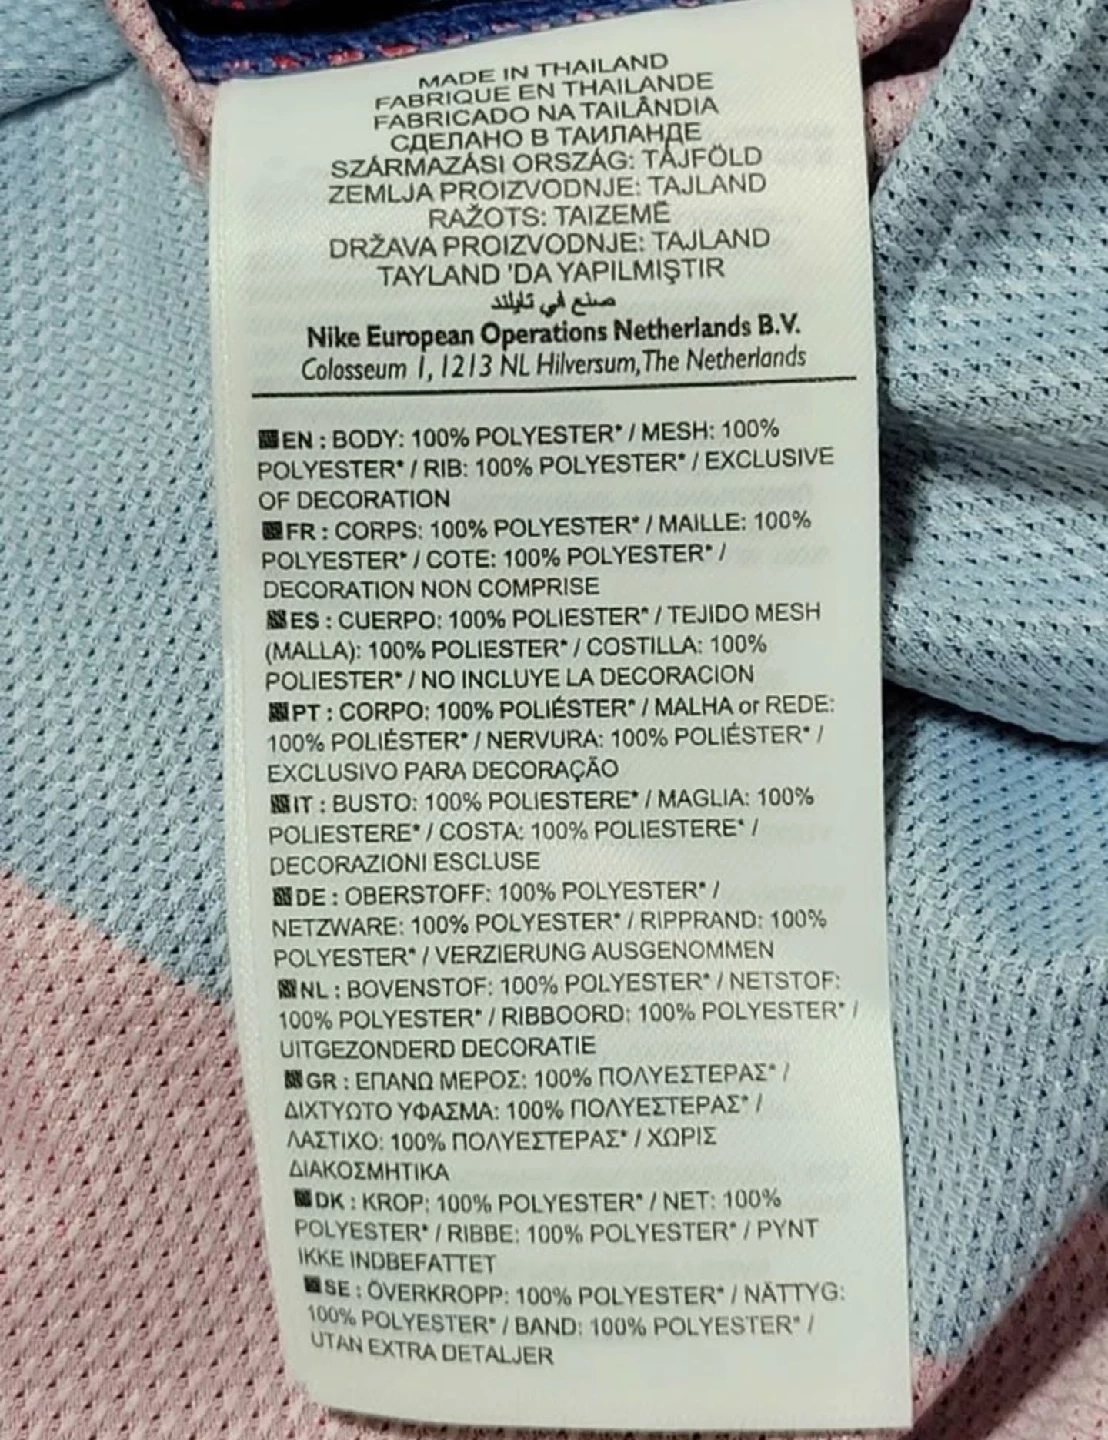 MADE IN THAILAND
FABRIQUE EN THAILANDE
FABRICADO NA TAILÂNDIA
СДЕЛАНО В ТАИЛАНДЕ
SZÁRMAZÁSI ORSZÁG: TÁJFÖLD
ZEMLJA PROIZVODNJE: TAJLAND
RAŽOTS: TAIZEMĒ
DRŽAVA PROIZVODNJE: TAJLAND
TAYLAND 'DA YAPILMIŞTIR
صنع في تايلند
Nike European Operations Netherlands B.V.
Colosseum 1, 1213 NL Hilversum, The Netherlands
EN : BODY: 100% POLYESTER* / MESH: 100%
POLYESTER* / RIB: 100% POLYESTER* / EXCLUSIVE
OF DECORATION
FR : CORPS: 100% POLYESTER* / MAILLE: 100%
POLYESTER* / COTE: 100% POLYESTER* /
DECORATION NON COMPRISE
ES : CUERPO: 100% POLIESTER* / TEJIDO MESH
(MALLA): 100% POLIESTER* / COSTILLA: 100%
POLIESTER* / NO INCLUYE LA DECORACION
PT : CORPO: 100% POLIÉSTER* / MALHA or REDE:
100% POLIÉSTER* / NERVURA: 100% POLIÉSTER* /
EXCLUSIVO PARA DECORAÇÃO
IT : BUSTO: 100% POLIESTERE* / MAGLIA: 100%
POLIESTERE* / COSTA: 100% POLIESTERE* /
DECORAZIONI ESCLUSE
DE : OBERSTOFF: 100% POLYESTER* /
NETZWARE: 100% POLYESTER* / RIPPRAND: 100%
POLYESTER* / VERZIERUNG AUSGENOMMEN
NL : BOVENSTOF: 100% POLYESTER* / NETSTOF:
100% POLYESTER* / RIBBOORD: 100% POLYESTER* /
UITGEZONDERD DECORATIE
GR : ΕΠΑΝΩ ΜΕΡΟΣ: 100% ΠΟΛΥΕΣΤΕΡΑΣ* /
ΔΙΧΤΥΩΤΟ ΥΦΑΣΜΑ: 100% ΠΟΛΥΕΣΤΕΡΑΣ* /
ΛΑΣΤΙΧΟ: 100% ΠΟΛΥΕΣΤΕΡΑΣ* / ΧΩΡΙΣ
ΔΙΑΚΟΣΜΗΤΙΚΑ
DK : KROP: 100% POLYESTER* / NET: 100%
POLYESTER* / RIBBE: 100% POLYESTER* / PYNT
IKKE INDBEFATTET
SE : ÖVERKROPP: 100% POLYESTER* / NÄTTYG:
100% POLYESTER* / BAND: 100% POLYESTER* /
UTAN EXTRA DETALJER